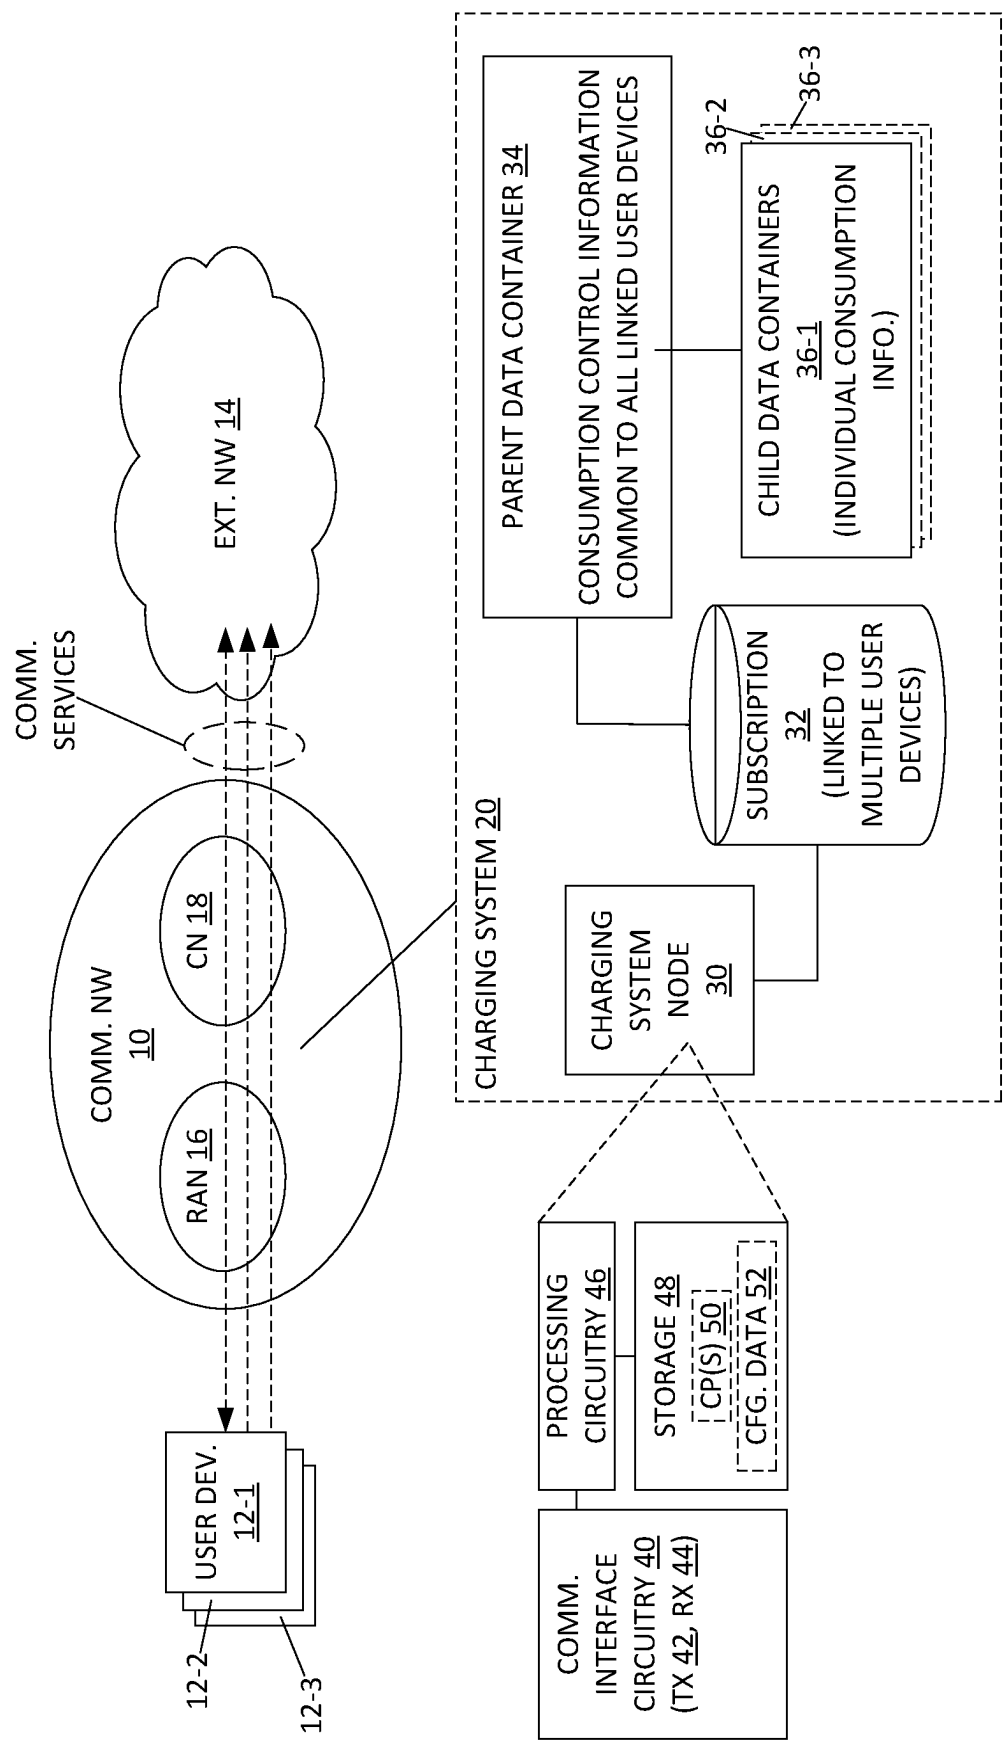 COMM. NW
10
RAN 16
CN 18
COMM.
SERVICES
EXT. NW 14
USER DEV.
12-1
12-2
12-3
CHARGING SYSTEM 20
CHARGING
SYSTEM
NODE
30
SUBSCRIPTION
32
(LINKED TO
MULTIPLE USER
DEVICES)
PARENT DATA CONTAINER 34
CONSUMPTION CONTROL INFORMATION
COMMON TO ALL LINKED USER DEVICES
CHILD DATA CONTAINERS
36-1
(INDIVIDUAL CONSUMPTION
INFO.)
36-2
36-3
COMM.
INTERFACE
CIRCUITRY 40
(TX 42, RX 44)
PROCESSING
CIRCUITRY 46
STORAGE 48
CP(S) 50
CFG. DATA 52